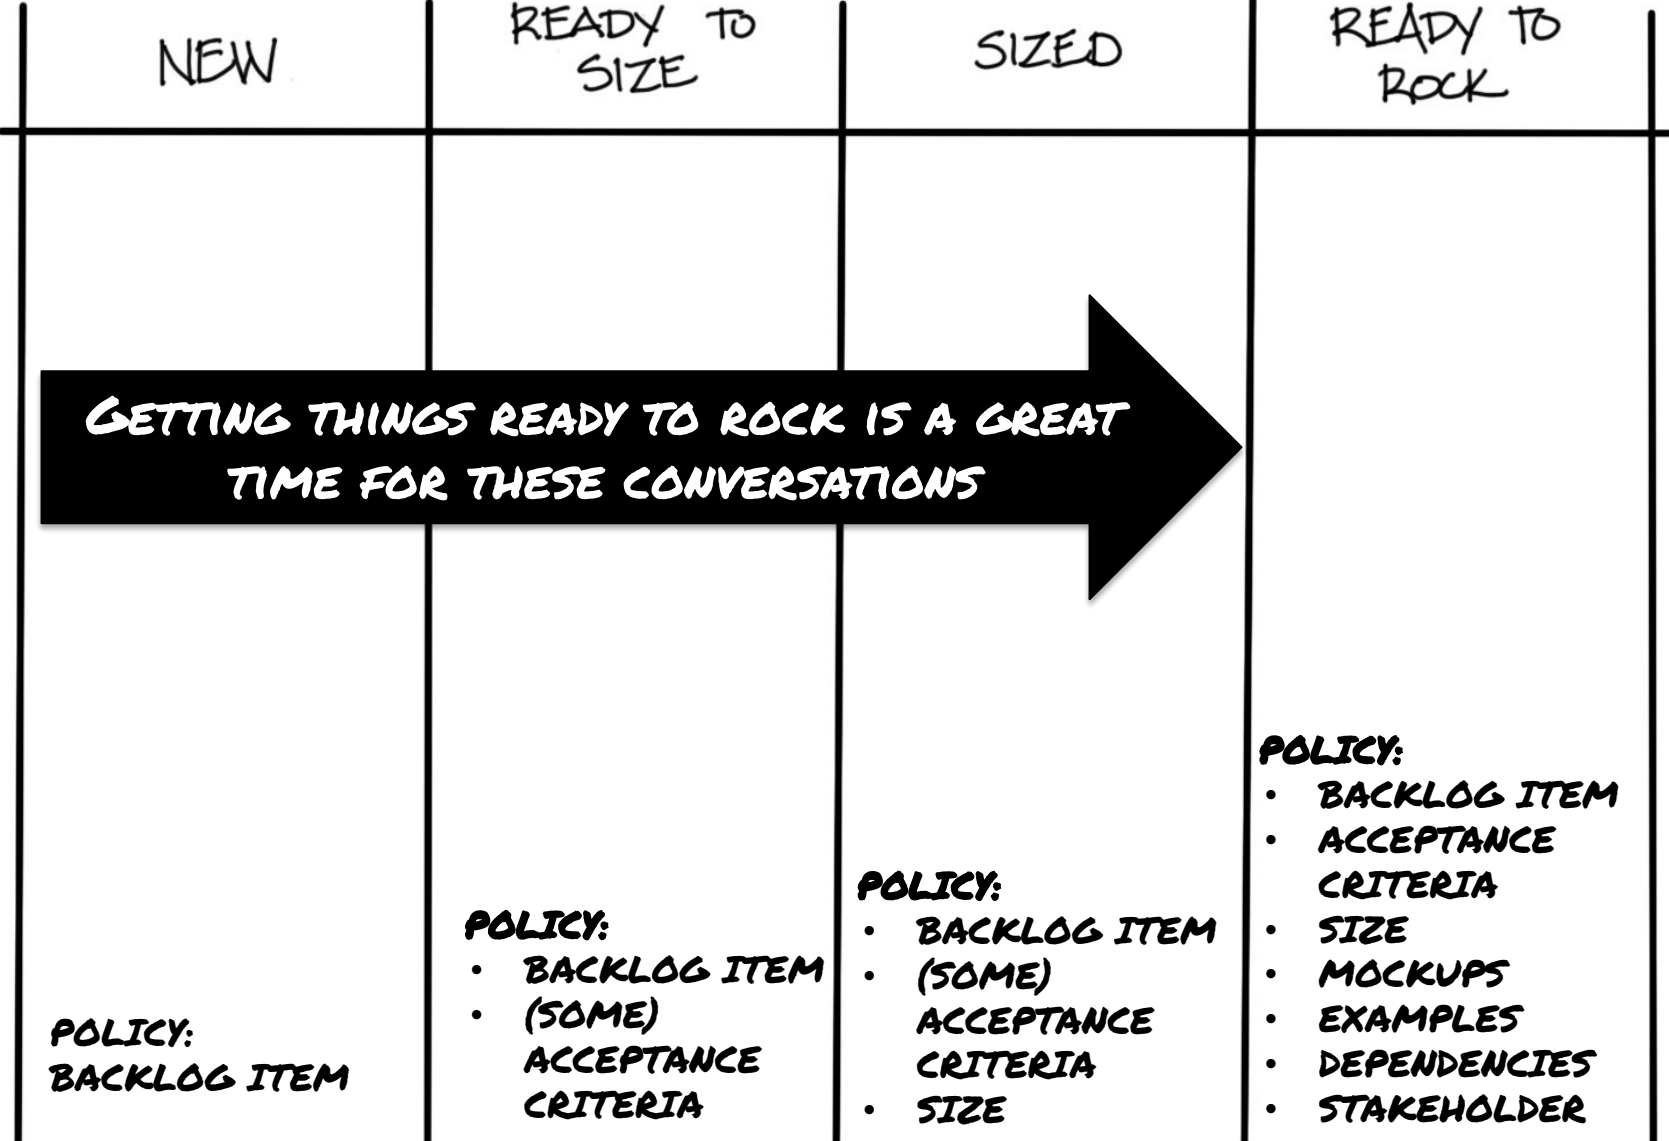 NEW
READY TO
SIZE
SIZED
READY TO
ROCK
GETTING THINGS READY TO ROCK IS A GREAT
TIME FOR THESE CONVERSATIONS
POLICY:
BACKLOG ITEM
POLICY:
• BACKLOG ITEM
• (SOME)
ACCEPTANCE
CRITERIA
POLICY:
• BACKLOG ITEM
• (SOME)
ACCEPTANCE
CRITERIA
• SIZE
POLICY:
• BACKLOG ITEM
• ACCEPTANCE
CRITERIA
• SIZE
• MOCKUPS
• EXAMPLES
• DEPENDENCIES
• STAKEHOLDER